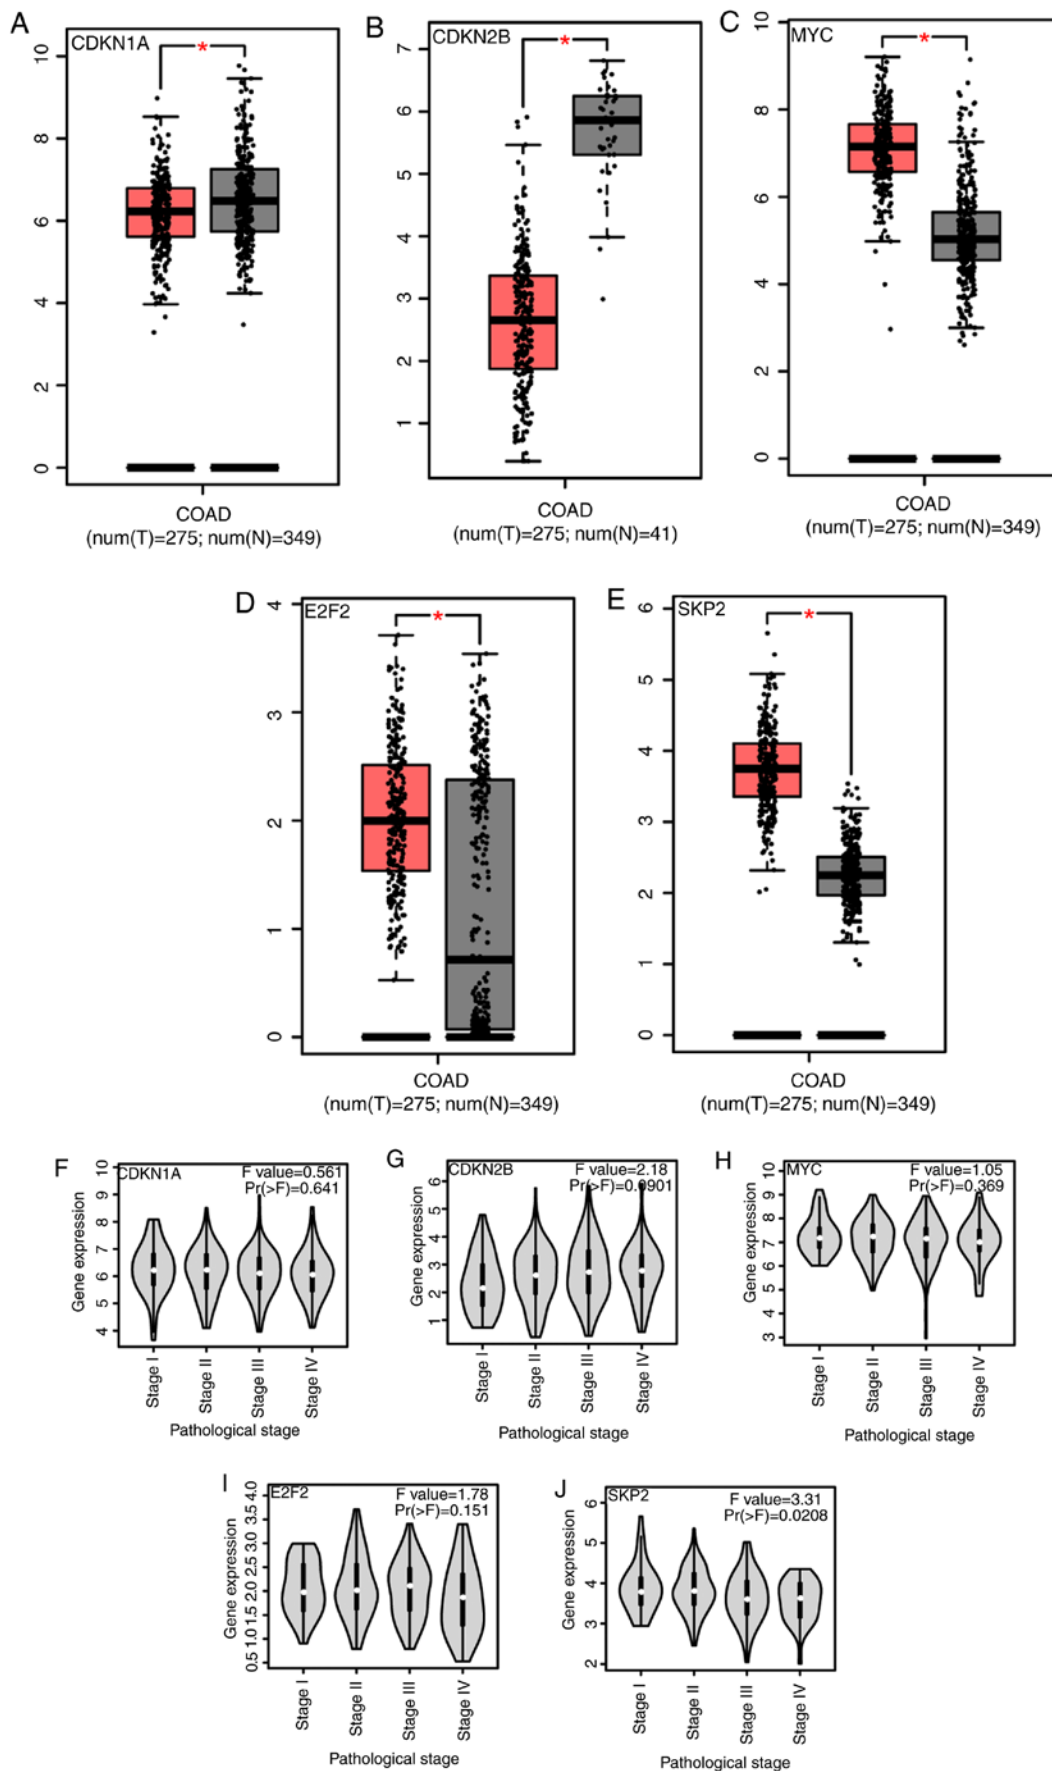 A
CDKN1A
*
10
8
6
4
2
0
COAD
(num(T)=275; num(N)=349)
B
CDKN2B
*
7
6
5
4
3
2
1
COAD
(num(T)=275; num(N)=41)
C
MYC
*
10
8
6
4
2
0
COAD
(num(T)=275; num(N)=349)
D
E2F2
*
4
3
2
1
0
COAD
(num(T)=275; num(N)=349)
E
SKP2
*
6
5
4
3
2
1
0
COAD
(num(T)=275; num(N)=349)
F
CDKN1A
F value=0.561
Pr(>F)=0.641
Gene expression
10
9
8
7
6
5
4
Stage I
Stage II
Stage III
Stage IV
Pathological stage
G
CDKN2B
F value=2.18
Pr(>F)=0.0901
Gene expression
6
5
4
3
2
1
Stage I
Stage II
Stage III
Stage IV
Pathological stage
H
MYC
F value=1.05
Pr(>F)=0.369
Gene expression
10
9
8
7
6
5
4
3
Stage I
Stage II
Stage III
Stage IV
Pathological stage
I
E2F2
F value=1.78
Pr(>F)=0.151
Gene expression
4.0
3.5
3.0
2.5
2.0
1.5
1.0
0.5
Stage I
Stage II
Stage III
Stage IV
Pathological stage
J
SKP2
F value=3.31
Pr(>F)=0.0208
Gene expression
6
5
4
3
2
Stage I
Stage II
Stage III
Stage IV
Pathological stage